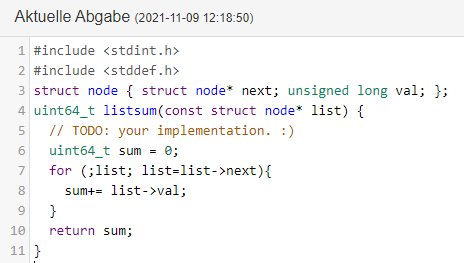 Aktuelle Abgabe (2021-11-09 12:18:50)
1 #include <stdint.h>
2 #include <stddef.h>
3 struct node { struct node* next; unsigned long val; };
4 uint64_t listsum(const struct node* list) {
5   // TODO: your implementation. :)
6   uint64_t sum = 0;
7   for (;list; list=list->next){
8     sum+= list->val;
9   }
10   return sum;
11 }